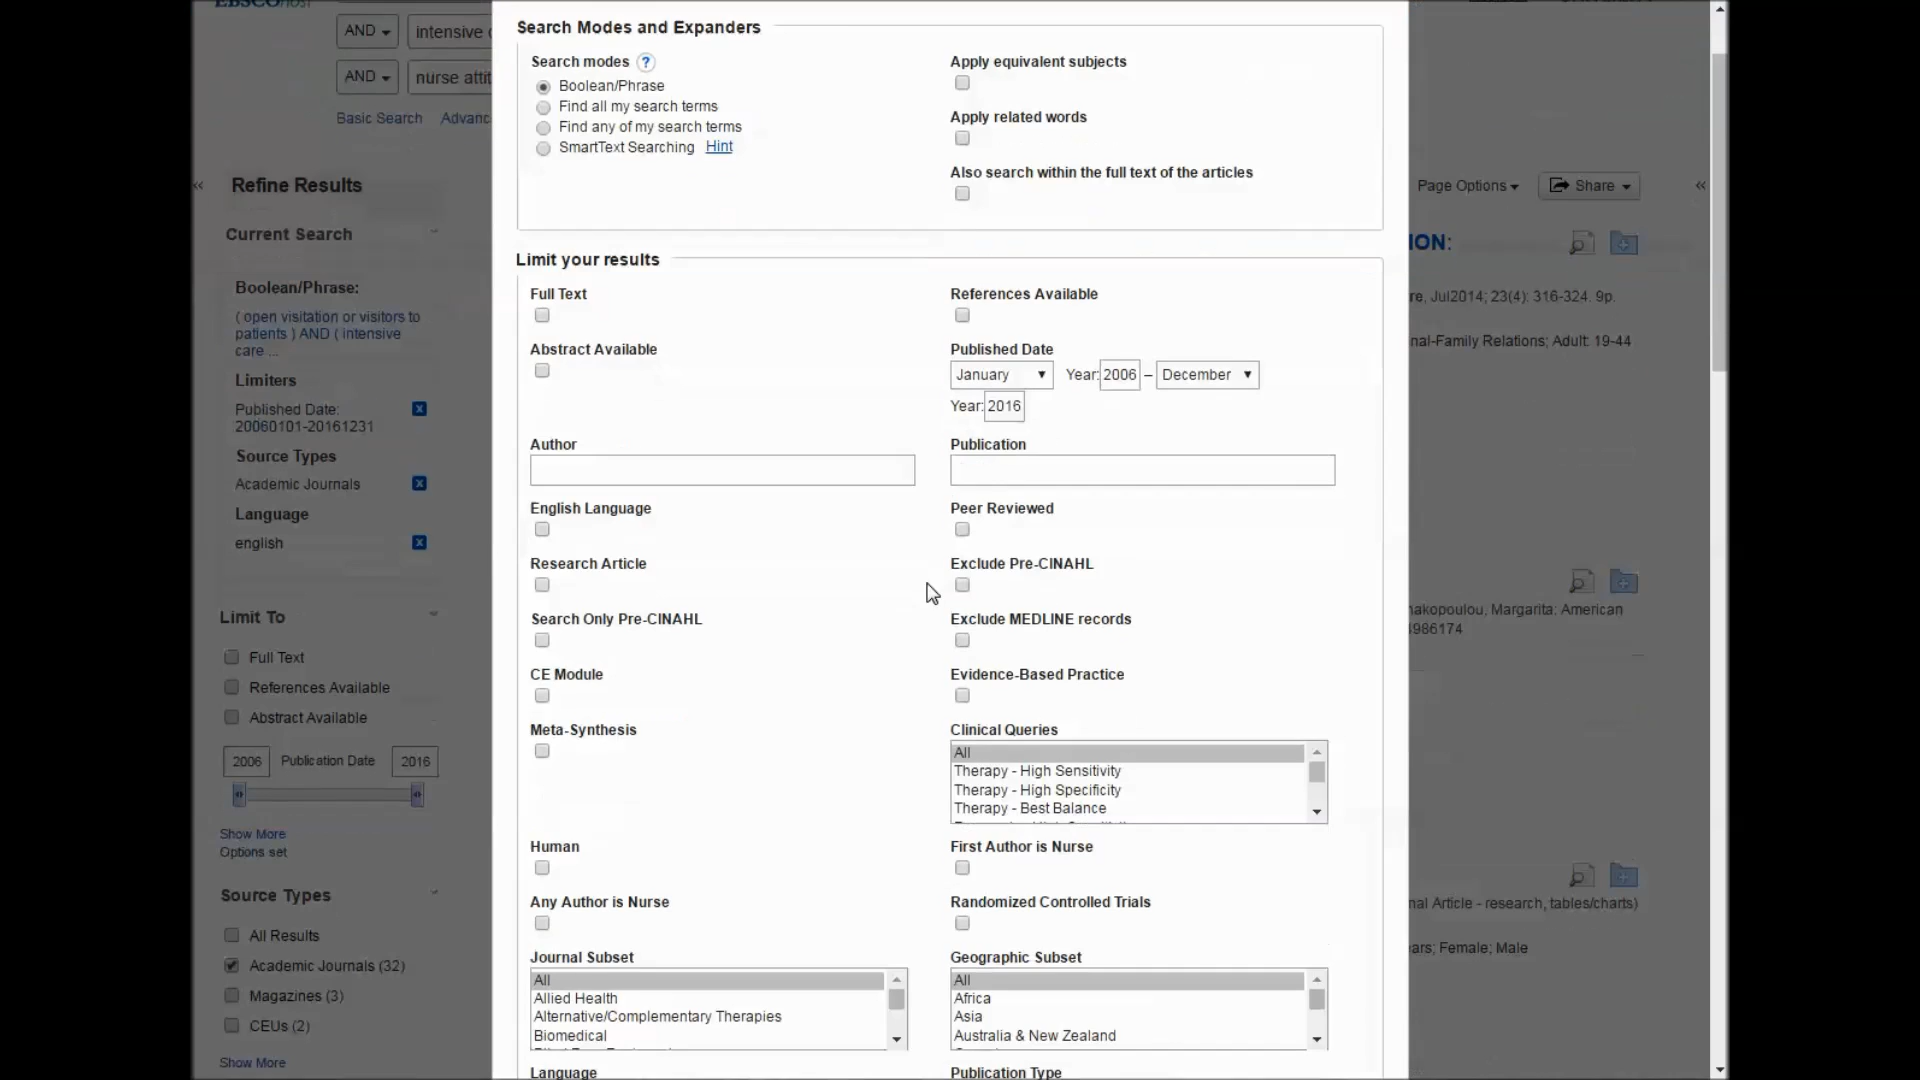 EBSCOhost
AND
intensive c
AND
nurse attit
Basic Search
Advanc
«
Refine Results
Current Search
Boolean/Phrase:
( open visitation or visitors to
patients ) AND ( intensive
care ...
Limiters
Published Date:
20060101-20161231
Source Types
Academic Journals
Language
english
Limit To
Full Text
References Available
Abstract Available
2006
Publication Date
2016
Show More
Options set
Source Types
All Results
Academic Journals (32)
Magazines (3)
CEUs (2)
Show More
Search Modes and Expanders
Search modes ?
Boolean/Phrase
Find all my search terms
Find any of my search terms
SmartText Searching Hint
Apply equivalent subjects
Apply related words
Also search within the full text of the articles
Limit your results
Full Text
References Available
Abstract Available
Published Date
January Year: 2006 – December
Year: 2016
Author
Publication
English Language
Peer Reviewed
Research Article
Exclude Pre-CINAHL
Search Only Pre-CINAHL
Exclude MEDLINE records
CE Module
Evidence-Based Practice
Meta-Synthesis
Clinical Queries
All
Therapy - High Sensitivity
Therapy - High Specificity
Therapy - Best Balance
Human
First Author is Nurse
Any Author is Nurse
Randomized Controlled Trials
Journal Subset
All
Allied Health
Alternative/Complementary Therapies
Biomedical
Geographic Subset
All
Africa
Asia
Australia & New Zealand
Language
Publication Type
Page Options
Share
«
ION:
re, Jul2014; 23(4): 316-324. 9p.
nal-Family Relations; Adult: 19-44
nakopoulou, Margarita; American
4986174
nal Article - research, tables/charts)
ars; Female; Male